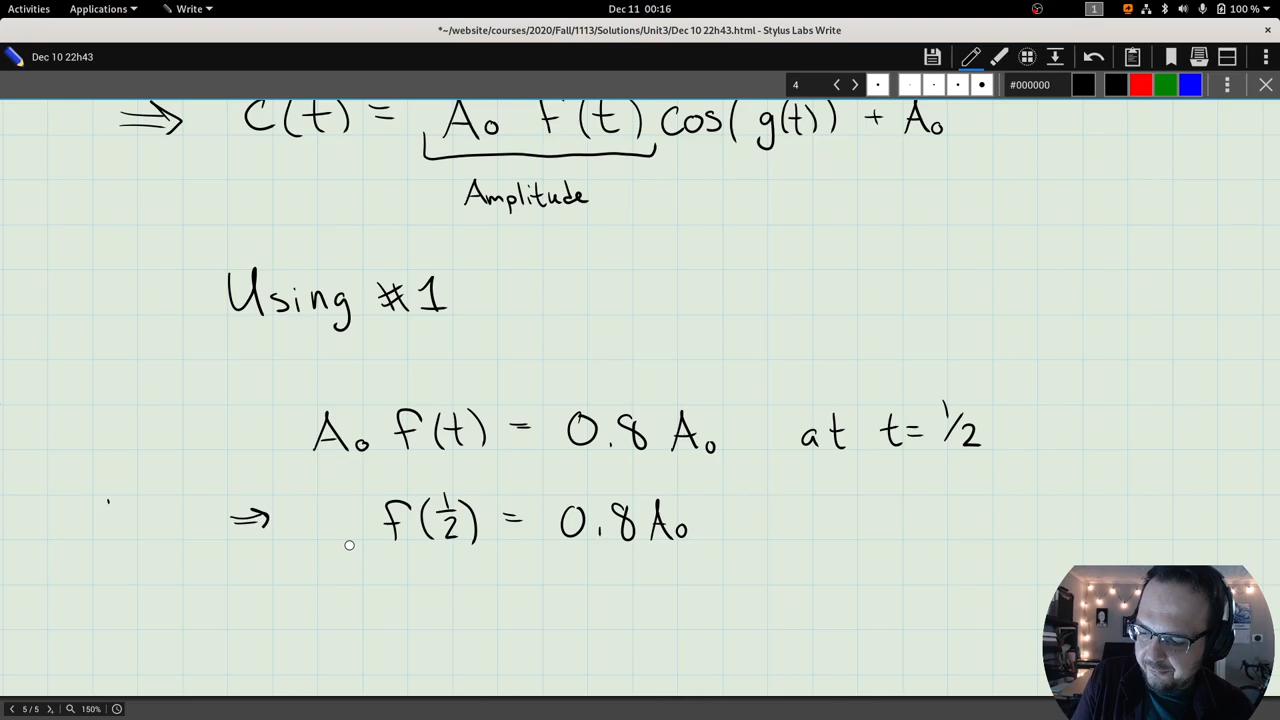 Activities Applications Write Dec 11 00:16 1 100 %
*~/website/courses/2020/Fall/1113/Solutions/Unit3/Dec 10 22h43.html - Stylus Labs Write ×
Dec 10 22h43
4 #000000
⇒ C(t) = A₀ f(t) cos( g(t)) + A₀
Amplitude
Using #1
A₀ f(t) = 0.8 A₀ at t= 1/2
⇒ f(1/2) = 0.8 A₀
5/5 150%